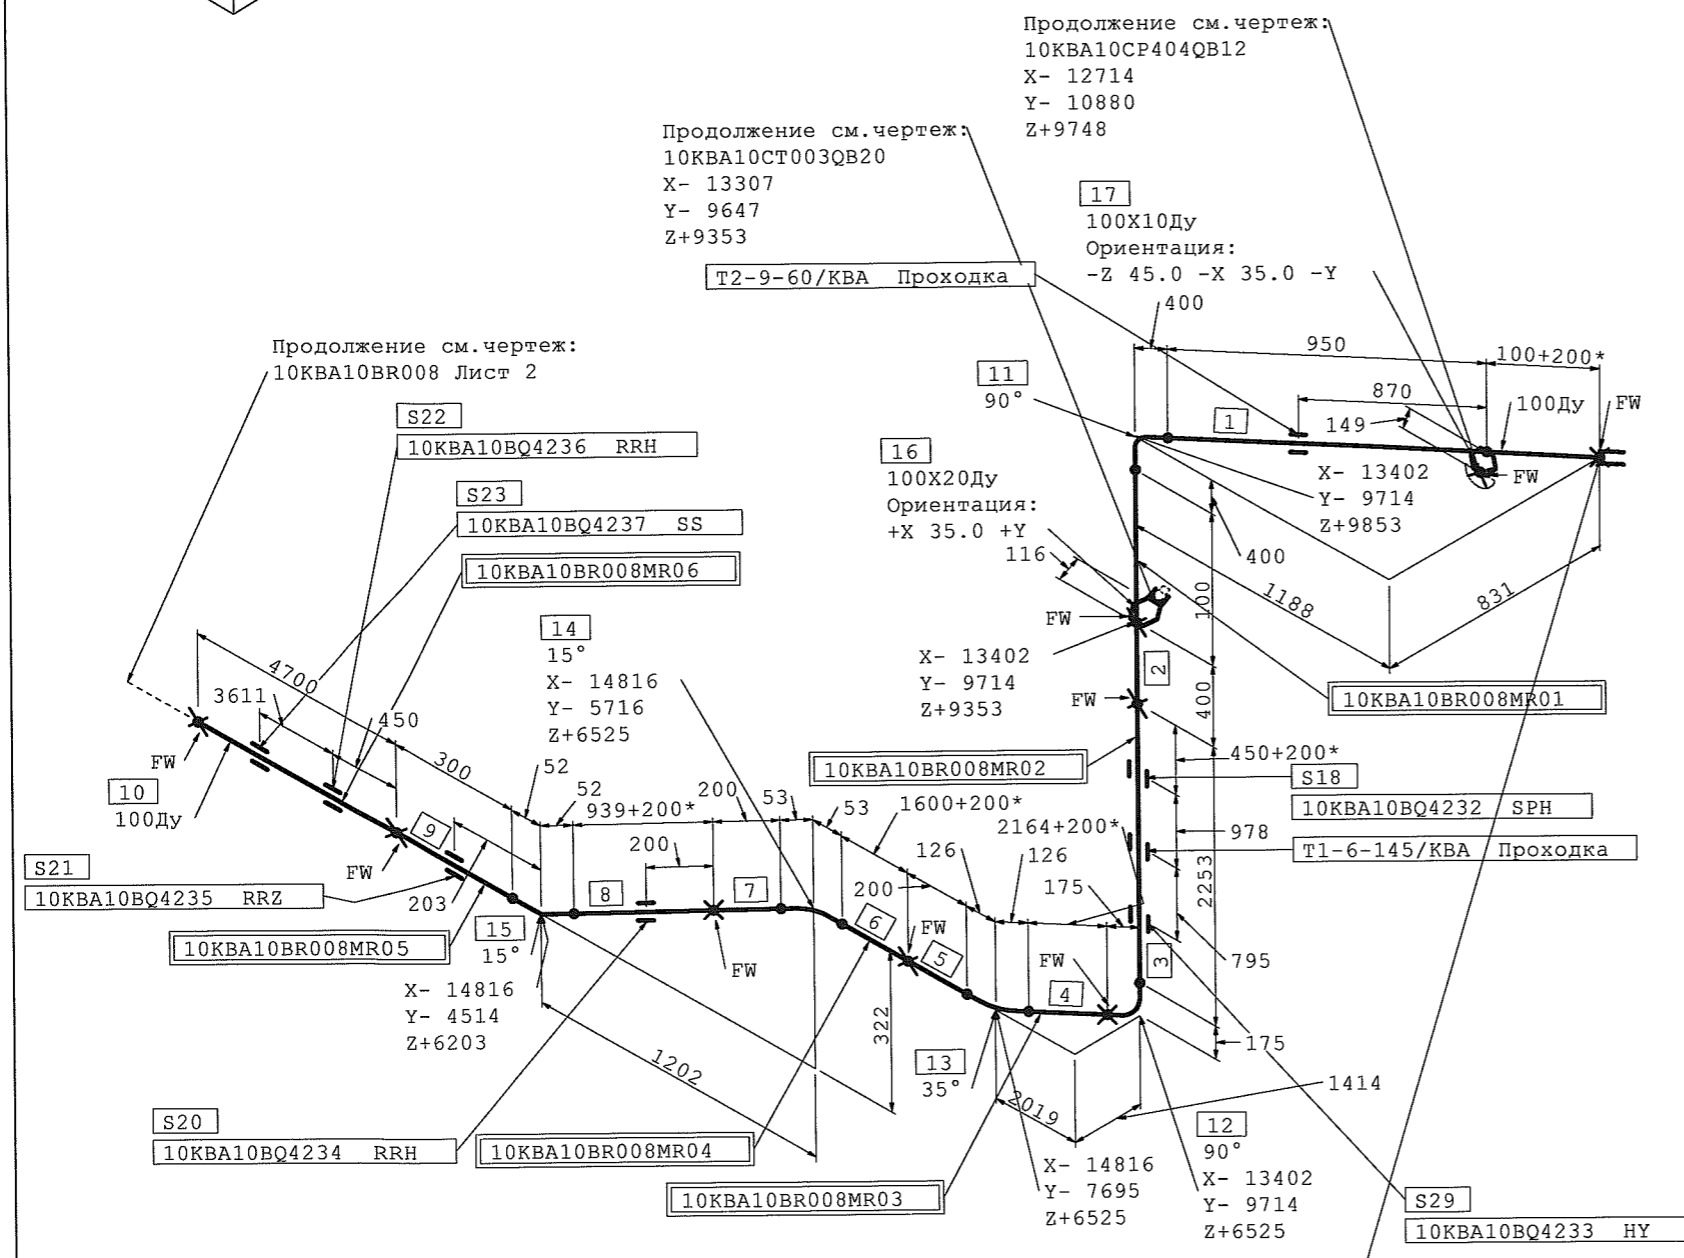 Продолжение см.чертеж:
10KBA10CP404QB12
X- 12714
Y- 10880
Z+9748
Продолжение см.чертеж:
10KBA10CT003QB20
X- 13307
Y- 9647
Z+9353
17
100X10Ду
Ориентация:
-Z 45.0 -X 35.0 -Y
T2-9-60/KBA Проходка
400
950
100+200*
870
149
100Ду
FW
11
90°
1
FW
X- 13402
Y- 9714
Z+9853
Продолжение см.чертеж:
10KBA10BR008 Лист 2
S22
10KBA10BQ4236 RRH
S23
10KBA10BQ4237 SS
10KBA10BR008MR06
16
100X20Ду
Ориентация:
+X 35.0 +Y
116
FW
400
100
1188
831
14
15°
X- 14816
Y- 5716
Z+6525
X- 13402
Y- 9714
Z+9353
FW
2
400
10KBA10BR008MR01
4700
3611
450
300
52
52
939+200*
200
53
53
1600+200*
10KBA10BR008MR02
450+200*
S18
10KBA10BQ4232 SPH
978
T1-6-145/KBA Проходка
2253
FW
10
100Ду
9
FW
S21
10KBA10BQ4235 RRZ
203
10KBA10BR008MR05
200
8
7
FW
15
15°
X- 14816
Y- 4514
Z+6203
2164+200*
126
126
175
200
6
FW
5
FW
4
3
795
175
322
1202
13
35°
2019
1414
S20
10KBA10BQ4234 RRH
10KBA10BR008MR04
10KBA10BR008MR03
X- 14816
Y- 7695
Z+6525
12
90°
X- 13402
Y- 9714
Z+6525
S29
10KBA10BQ4233 HY